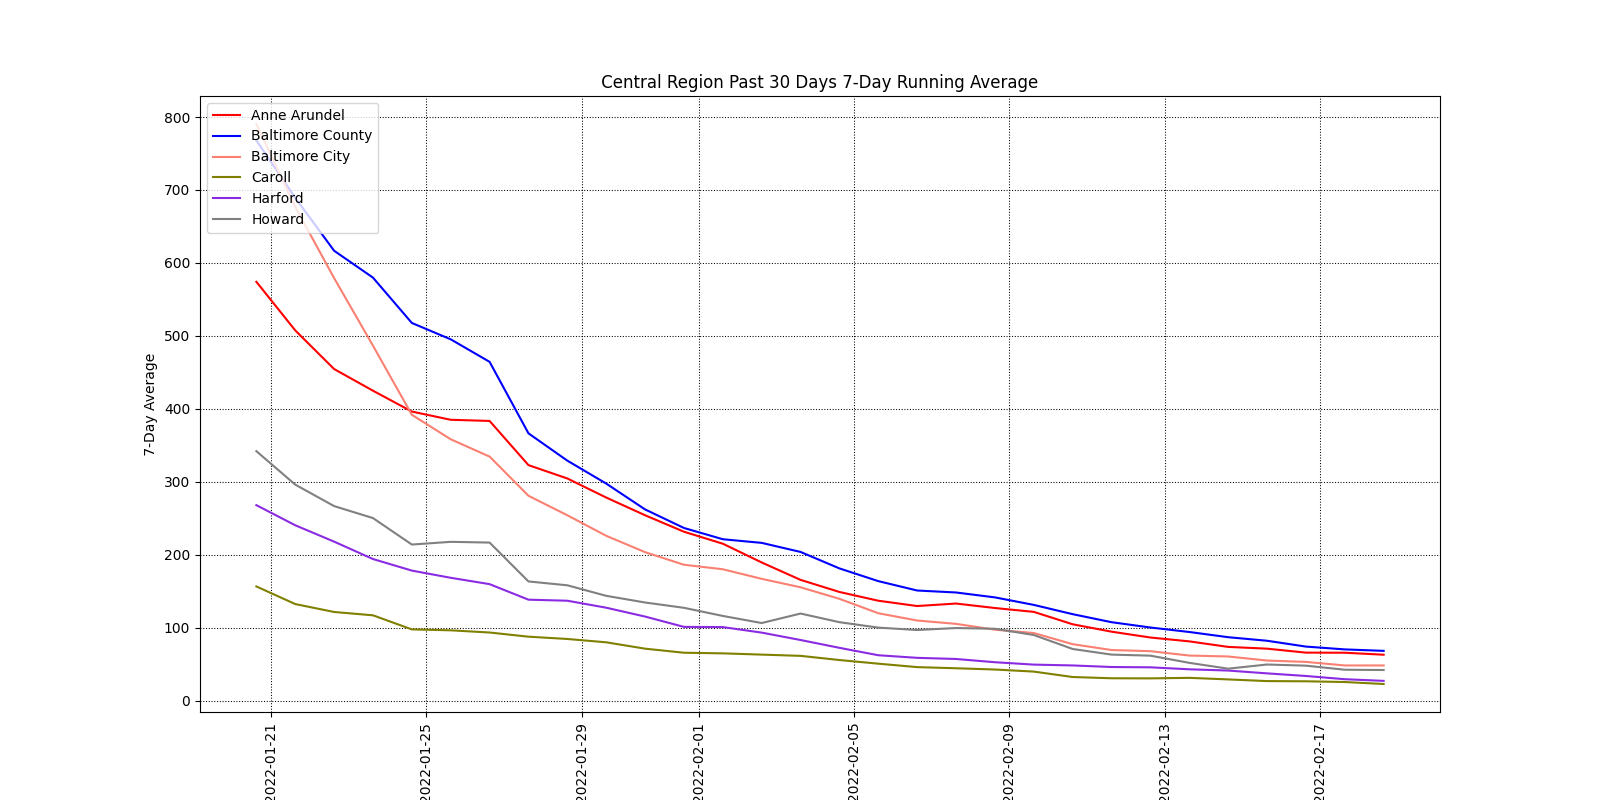 Central Region Past 30 Days 7-Day Running Average
Anne Arundel
Baltimore County
Baltimore City
Caroll
Harford
Howard
800
700
600
500
400
300
200
100
0
7-Day Average
2022-01-21
2022-01-25
2022-01-29
2022-02-01
2022-02-05
2022-02-09
2022-02-13
2022-02-17